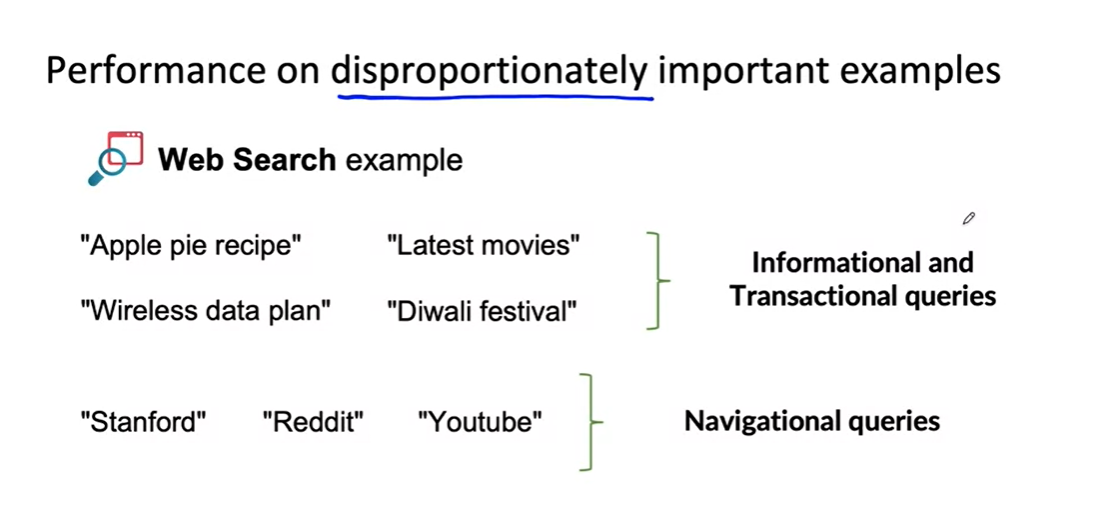 Performance on disproportionately important examples
Web Search example
"Apple pie recipe" "Latest movies"
"Wireless data plan" "Diwali festival"
Informational and
Transactional queries
"Stanford" "Reddit" "Youtube"
Navigational queries